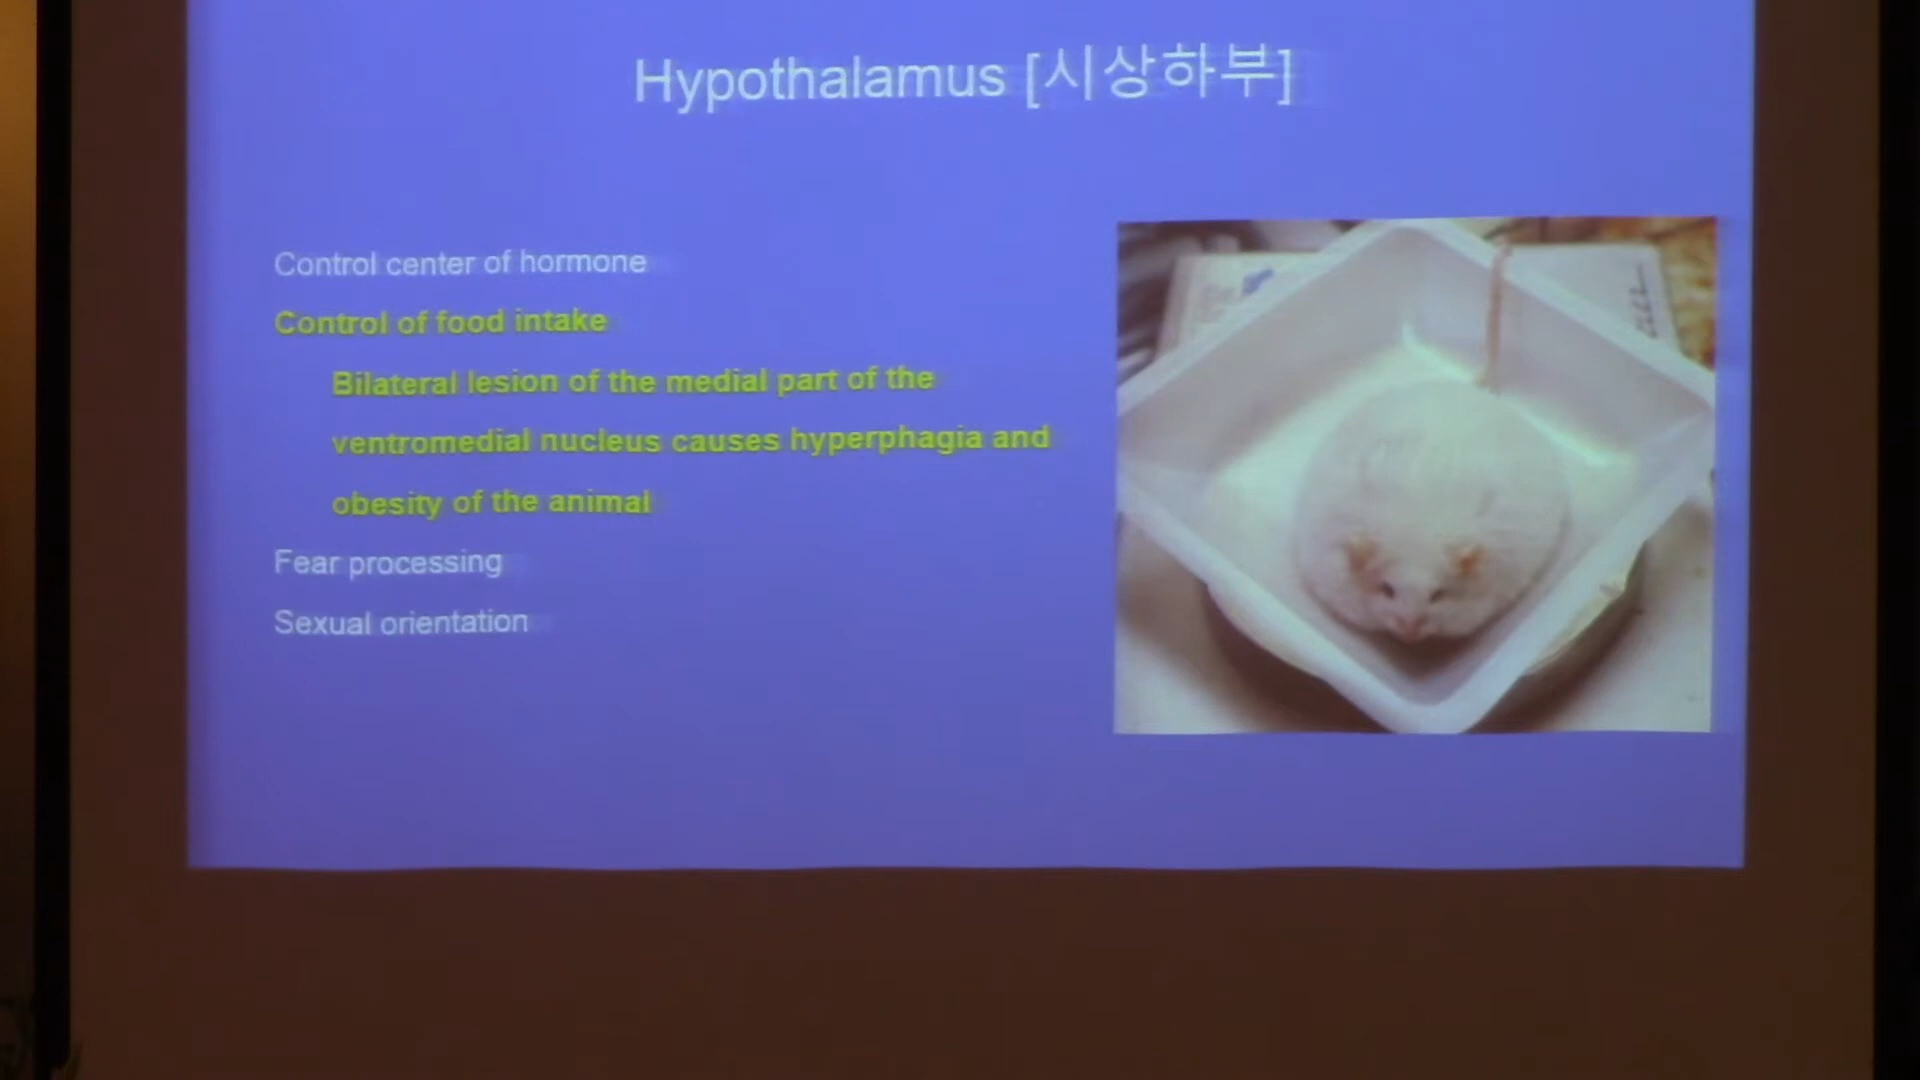 Hypothalamus [시상하부]
Control center of hormone
Control of food intake
Bilateral lesion of the medial part of the
ventromedial nucleus causes hyperphagia and
obesity of the animal
Fear processing
Sexual orientation